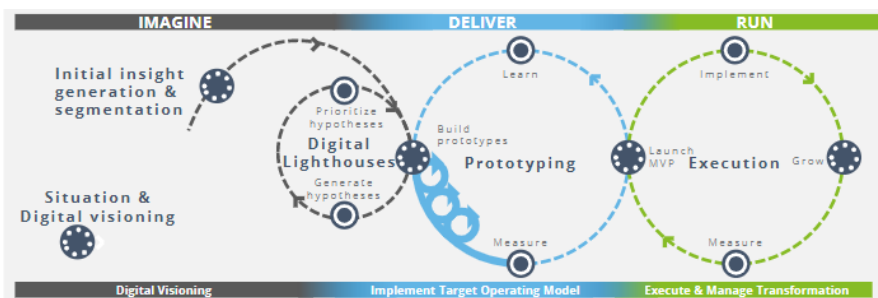 IMAGINE
DELIVER
RUN
Initial insight
generation &
segmentation
Prioritize
hypotheses
Digital
Lighthouses
Generate
hypotheses
Situation &
Digital visioning
Learn
Build
prototypes
Prototyping
Measure
Implement
Launch
MVP
Execution
Grow
Measure
Digital Visioning
Implement Target Operating Model
Execute & Manage Transformation